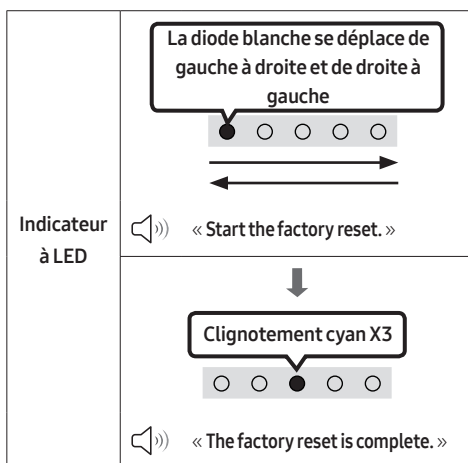 La diode blanche se déplace de
gauche à droite et de droite à
gauche
Indicateur
à LED
« Start the factory reset. »
Clignotement cyan X3
« The factory reset is complete. »